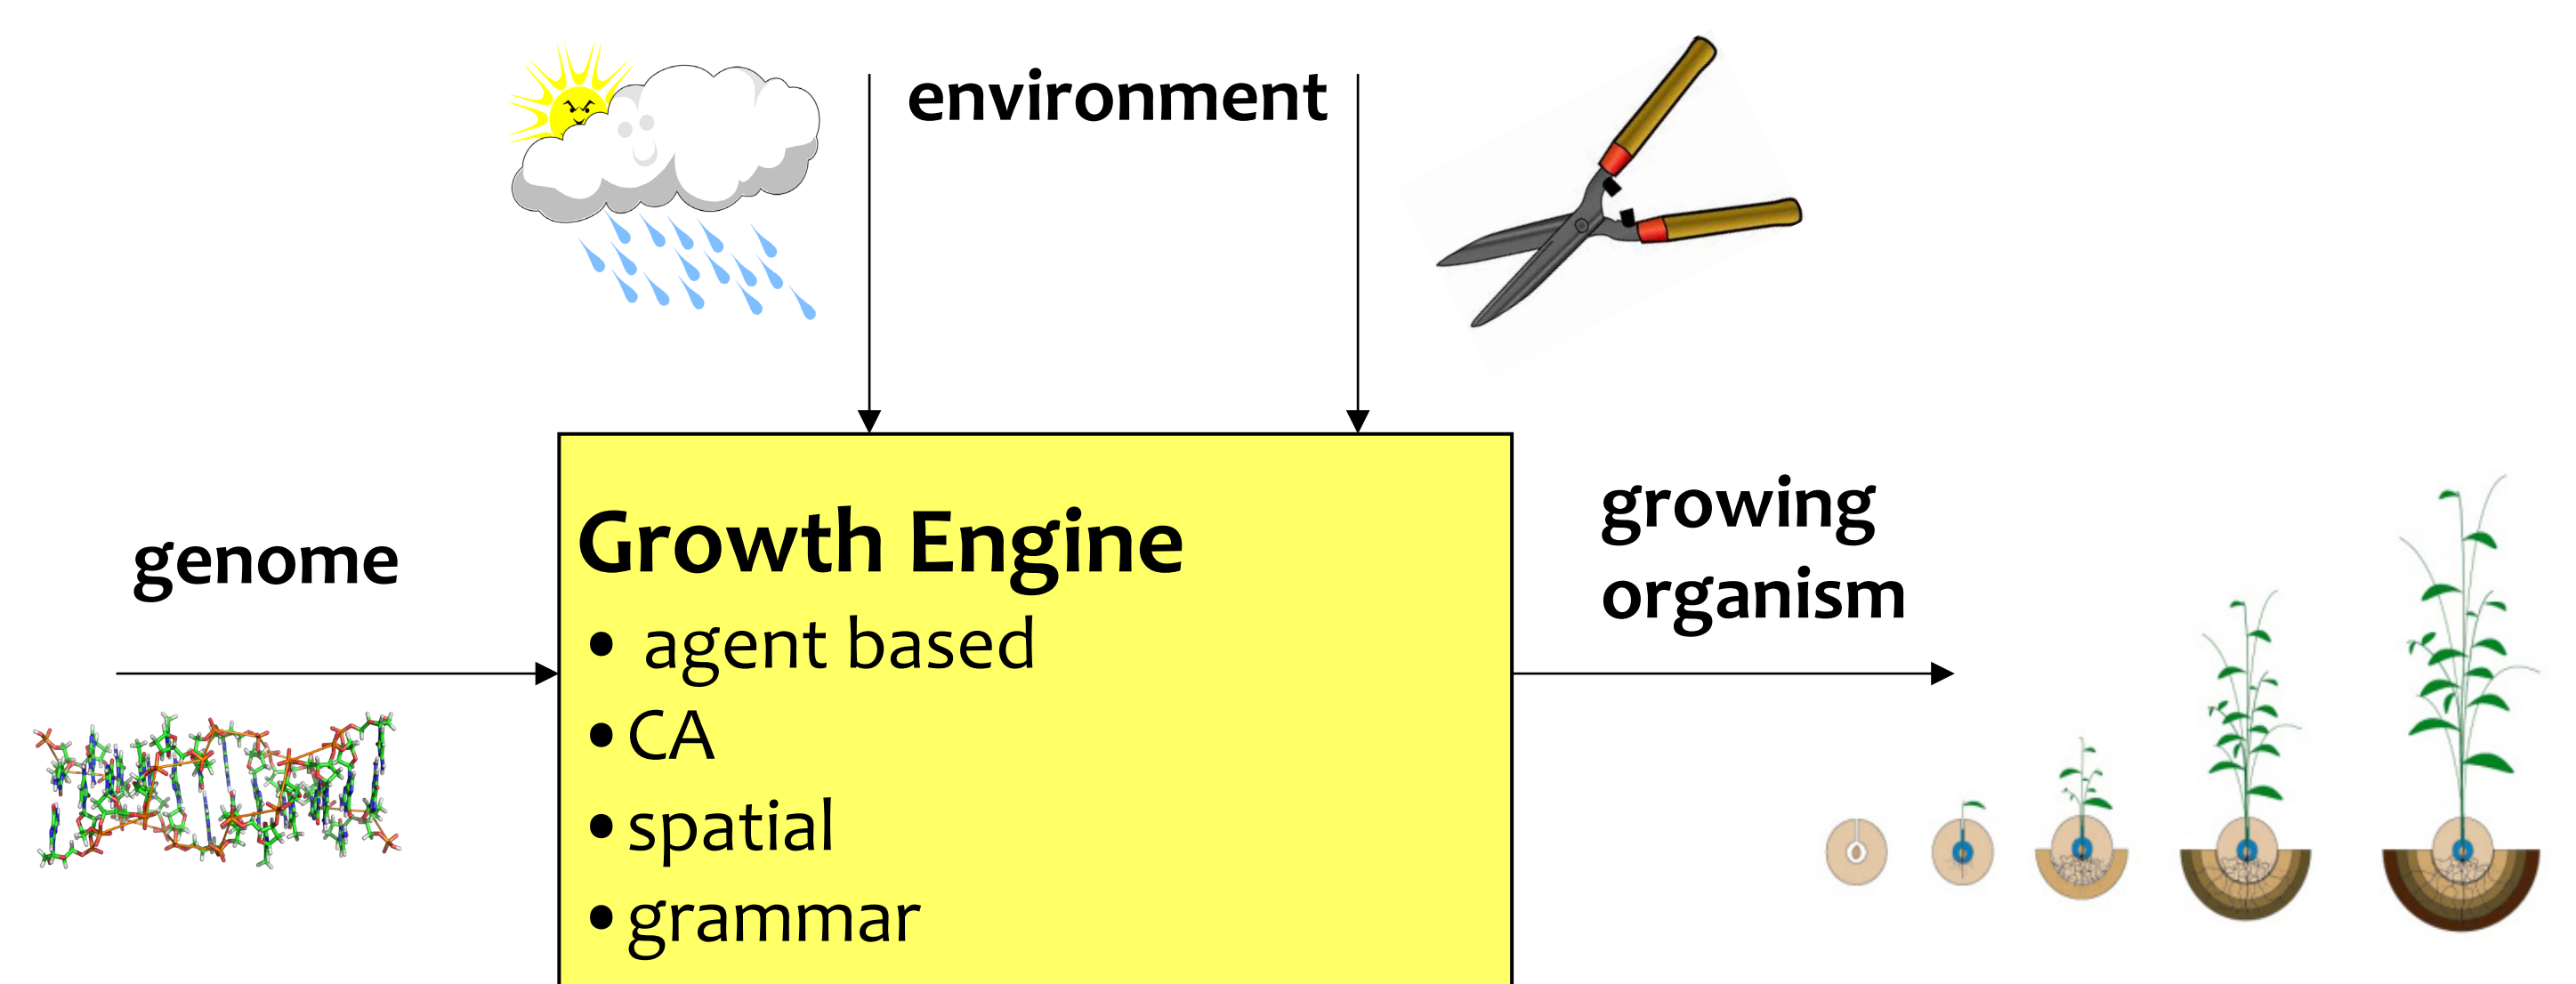 environment
genome
Growth Engine
• agent based
• CA
• spatial
• grammar
growing
organism